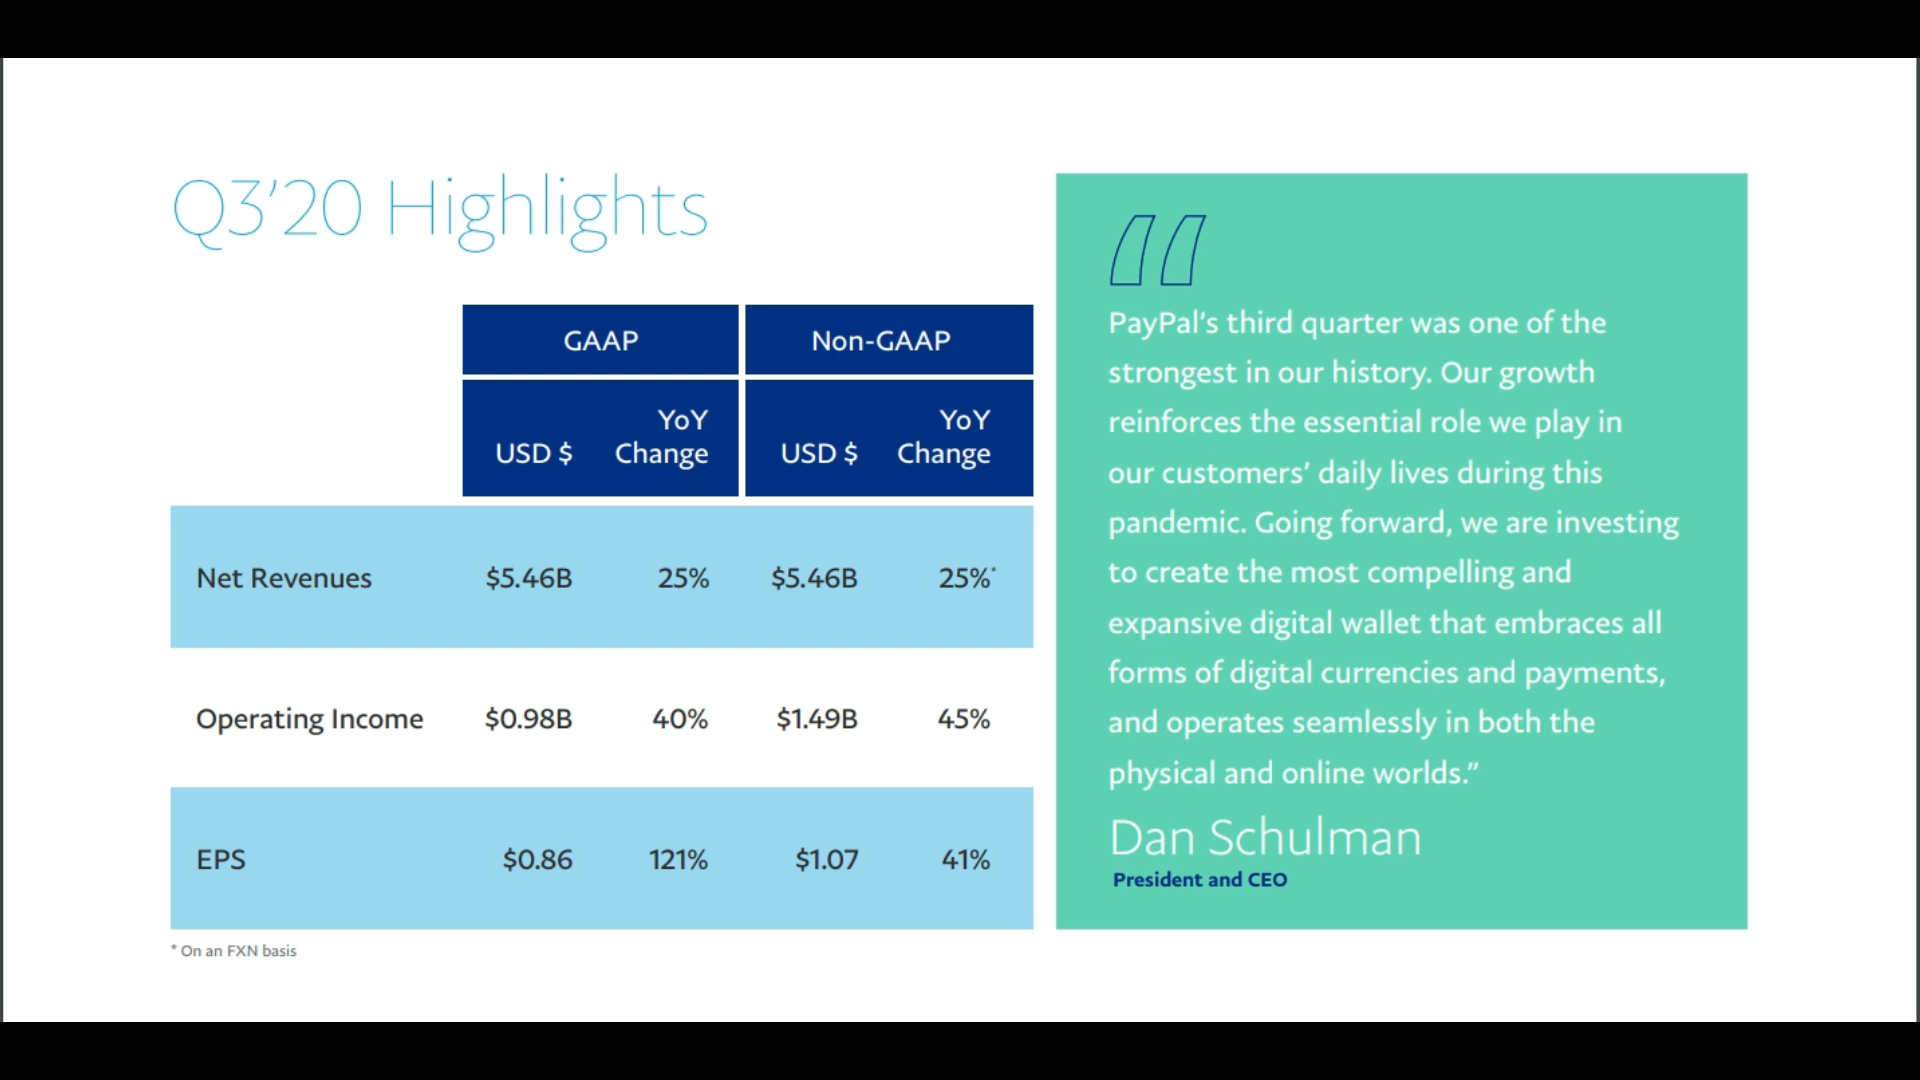 Q3’20 Highlights
GAAP Non-GAAP
USD $ YoY Change USD $ YoY Change
Net Revenues $5.46B 25% $5.46B 25%*
Operating Income $0.98B 40% $1.49B 45%
EPS $0.86 121% $1.07 41%
* On an FXN basis
“
PayPal’s third quarter was one of the
strongest in our history. Our growth
reinforces the essential role we play in
our customers’ daily lives during this
pandemic. Going forward, we are investing
to create the most compelling and
expansive digital wallet that embraces all
forms of digital currencies and payments,
and operates seamlessly in both the
physical and online worlds.”
Dan Schulman
President and CEO